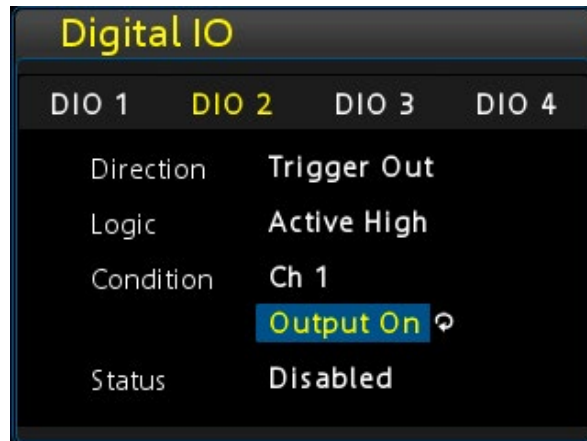 Digital IO
DIO 1 DIO 2 DIO 3 DIO 4
Direction Trigger Out
Logic Active High
Condition Ch 1
Output On
Status Disabled